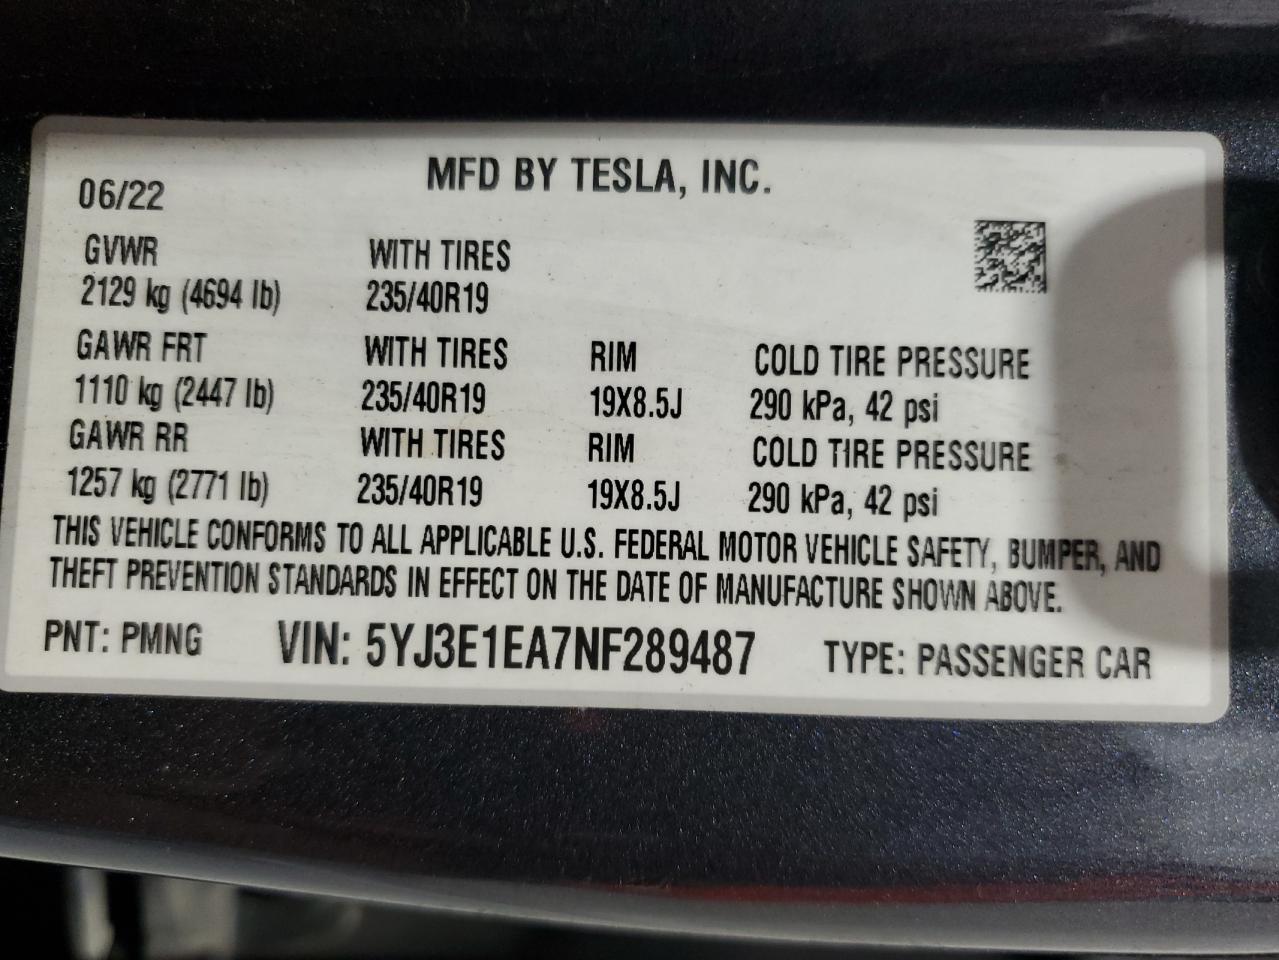 MFD BY TESLA, INC.
06/22
GVWR WITH TIRES
2129 kg (4694 lb) 235/40R19
GAWR FRT WITH TIRES RIM COLD TIRE PRESSURE
1110 kg (2447 lb) 235/40R19 19X8.5J 290 kPa, 42 psi
GAWR RR WITH TIRES RIM COLD TIRE PRESSURE
1257 kg (2771 lb) 235/40R19 19X8.5J 290 kPa, 42 psi
THIS VEHICLE CONFORMS TO ALL APPLICABLE U.S. FEDERAL MOTOR VEHICLE SAFETY, BUMPER, AND
THEFT PREVENTION STANDARDS IN EFFECT ON THE DATE OF MANUFACTURE SHOWN ABOVE.
PNT: PMNG VIN: 5YJ3E1EA7NF289487 TYPE: PASSENGER CAR